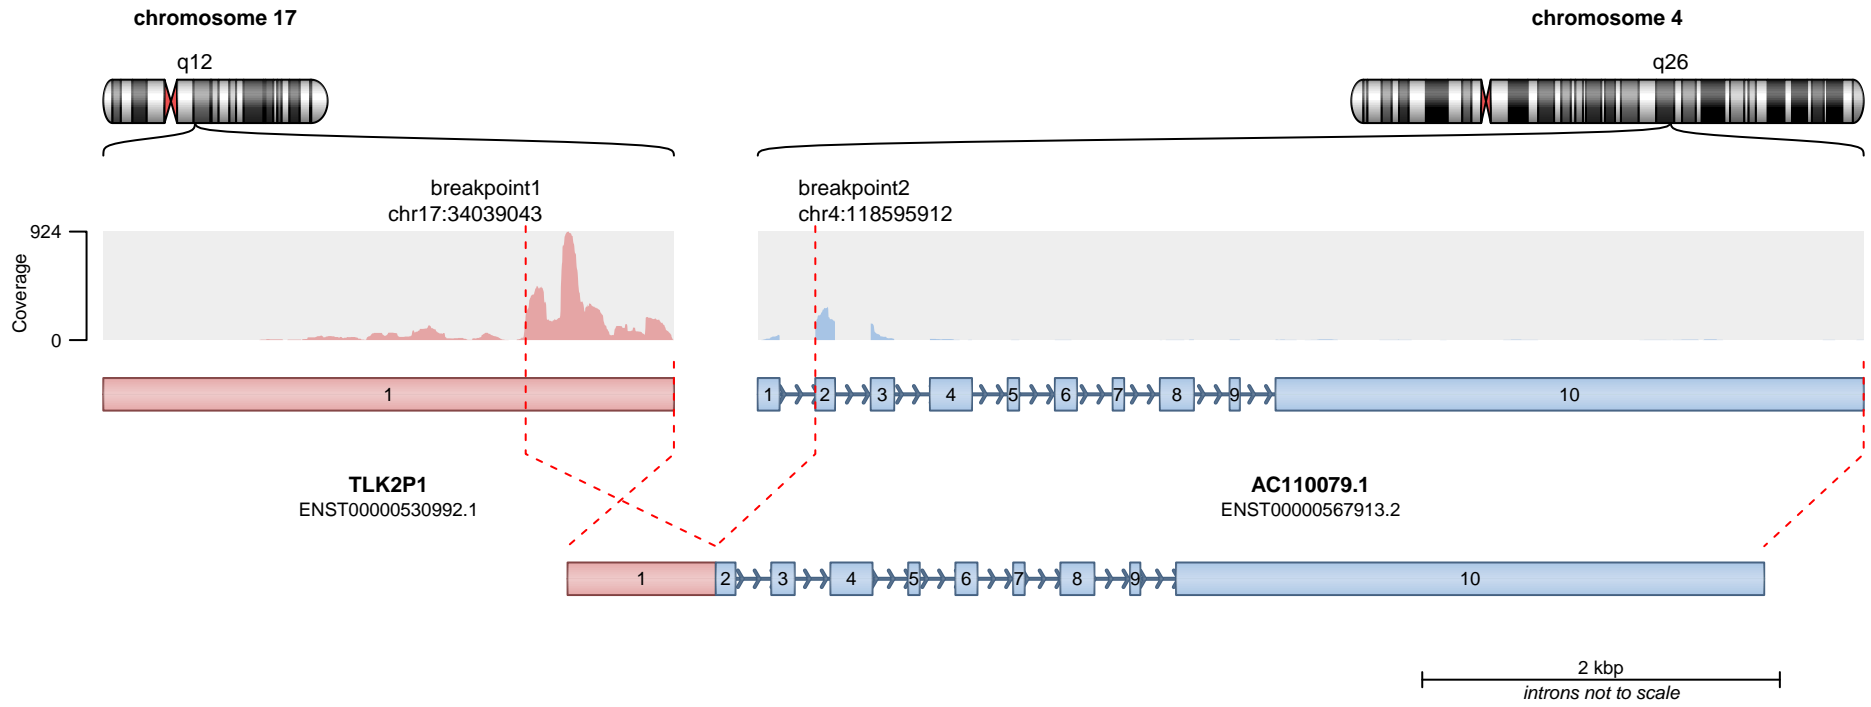 chromosome 17
chromosome 4
q12
q26
breakpoint1
chr17:34039043
breakpoint2
chr4:118595912
924
0
Coverage
1
1 2 3 4 5 6 7 8 9 10
TLK2P1
ENST00000530992.1
AC110079.1
ENST00000567913.2
1 2 3 4 5 6 7 8 9 10
2 kbp
introns not to scale